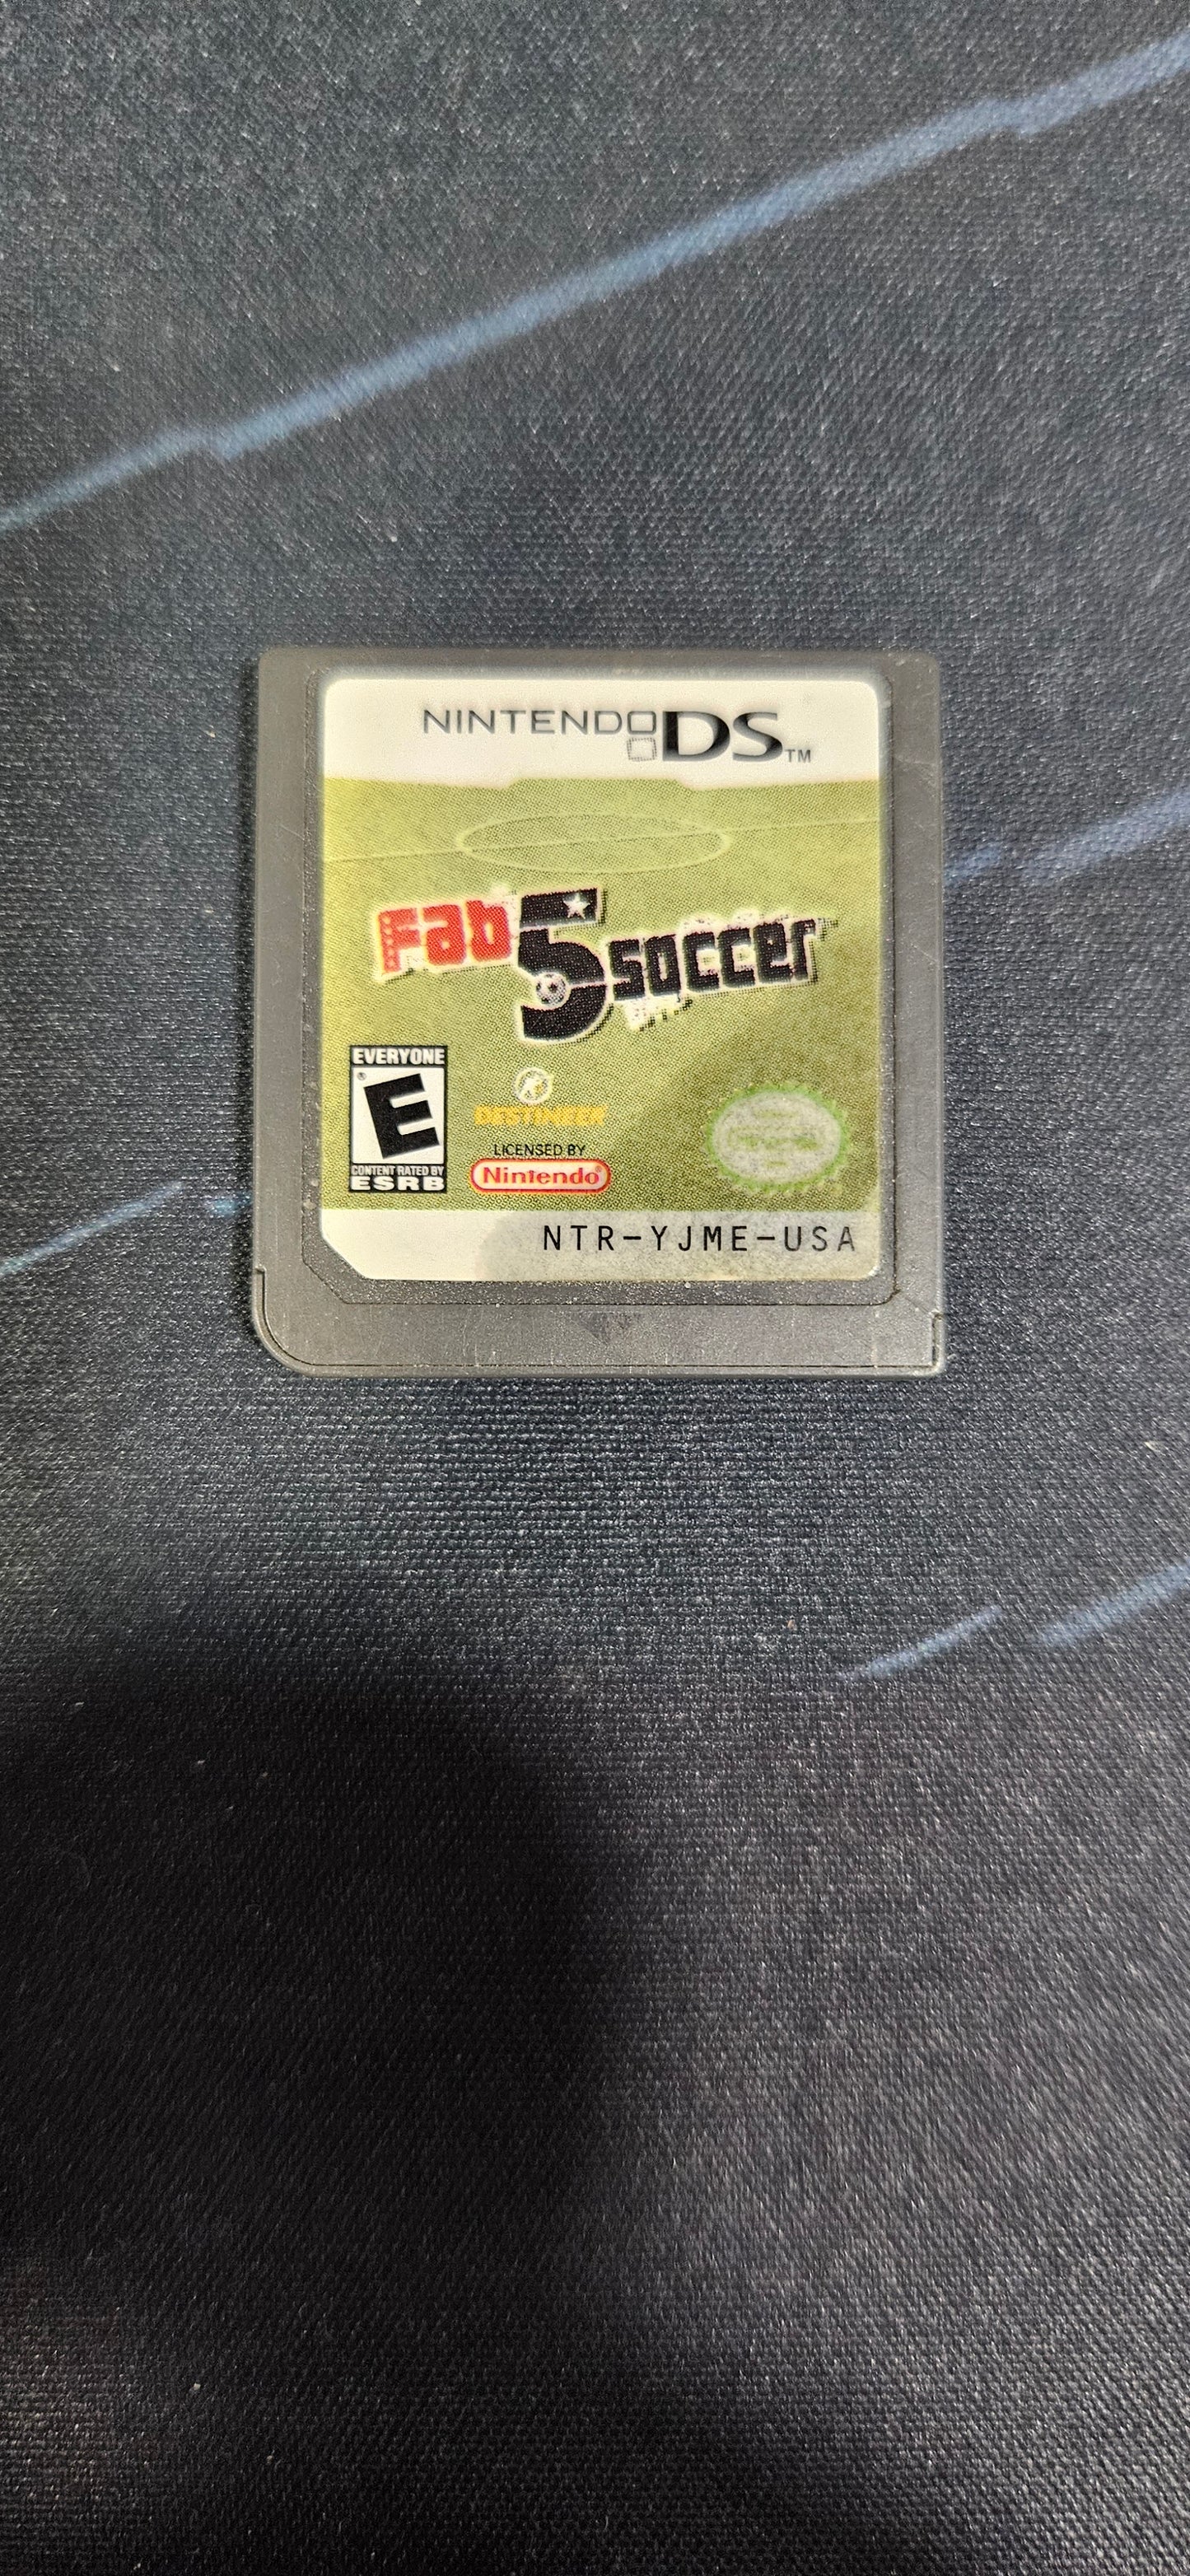 NINTENDO DS™
Fab 5 soccer
EVERYONE
E
®
CONTENT RATED BY
ESRB
DESTINEER
LICENSED BY
Nintendo®
NTR-YJME-USA